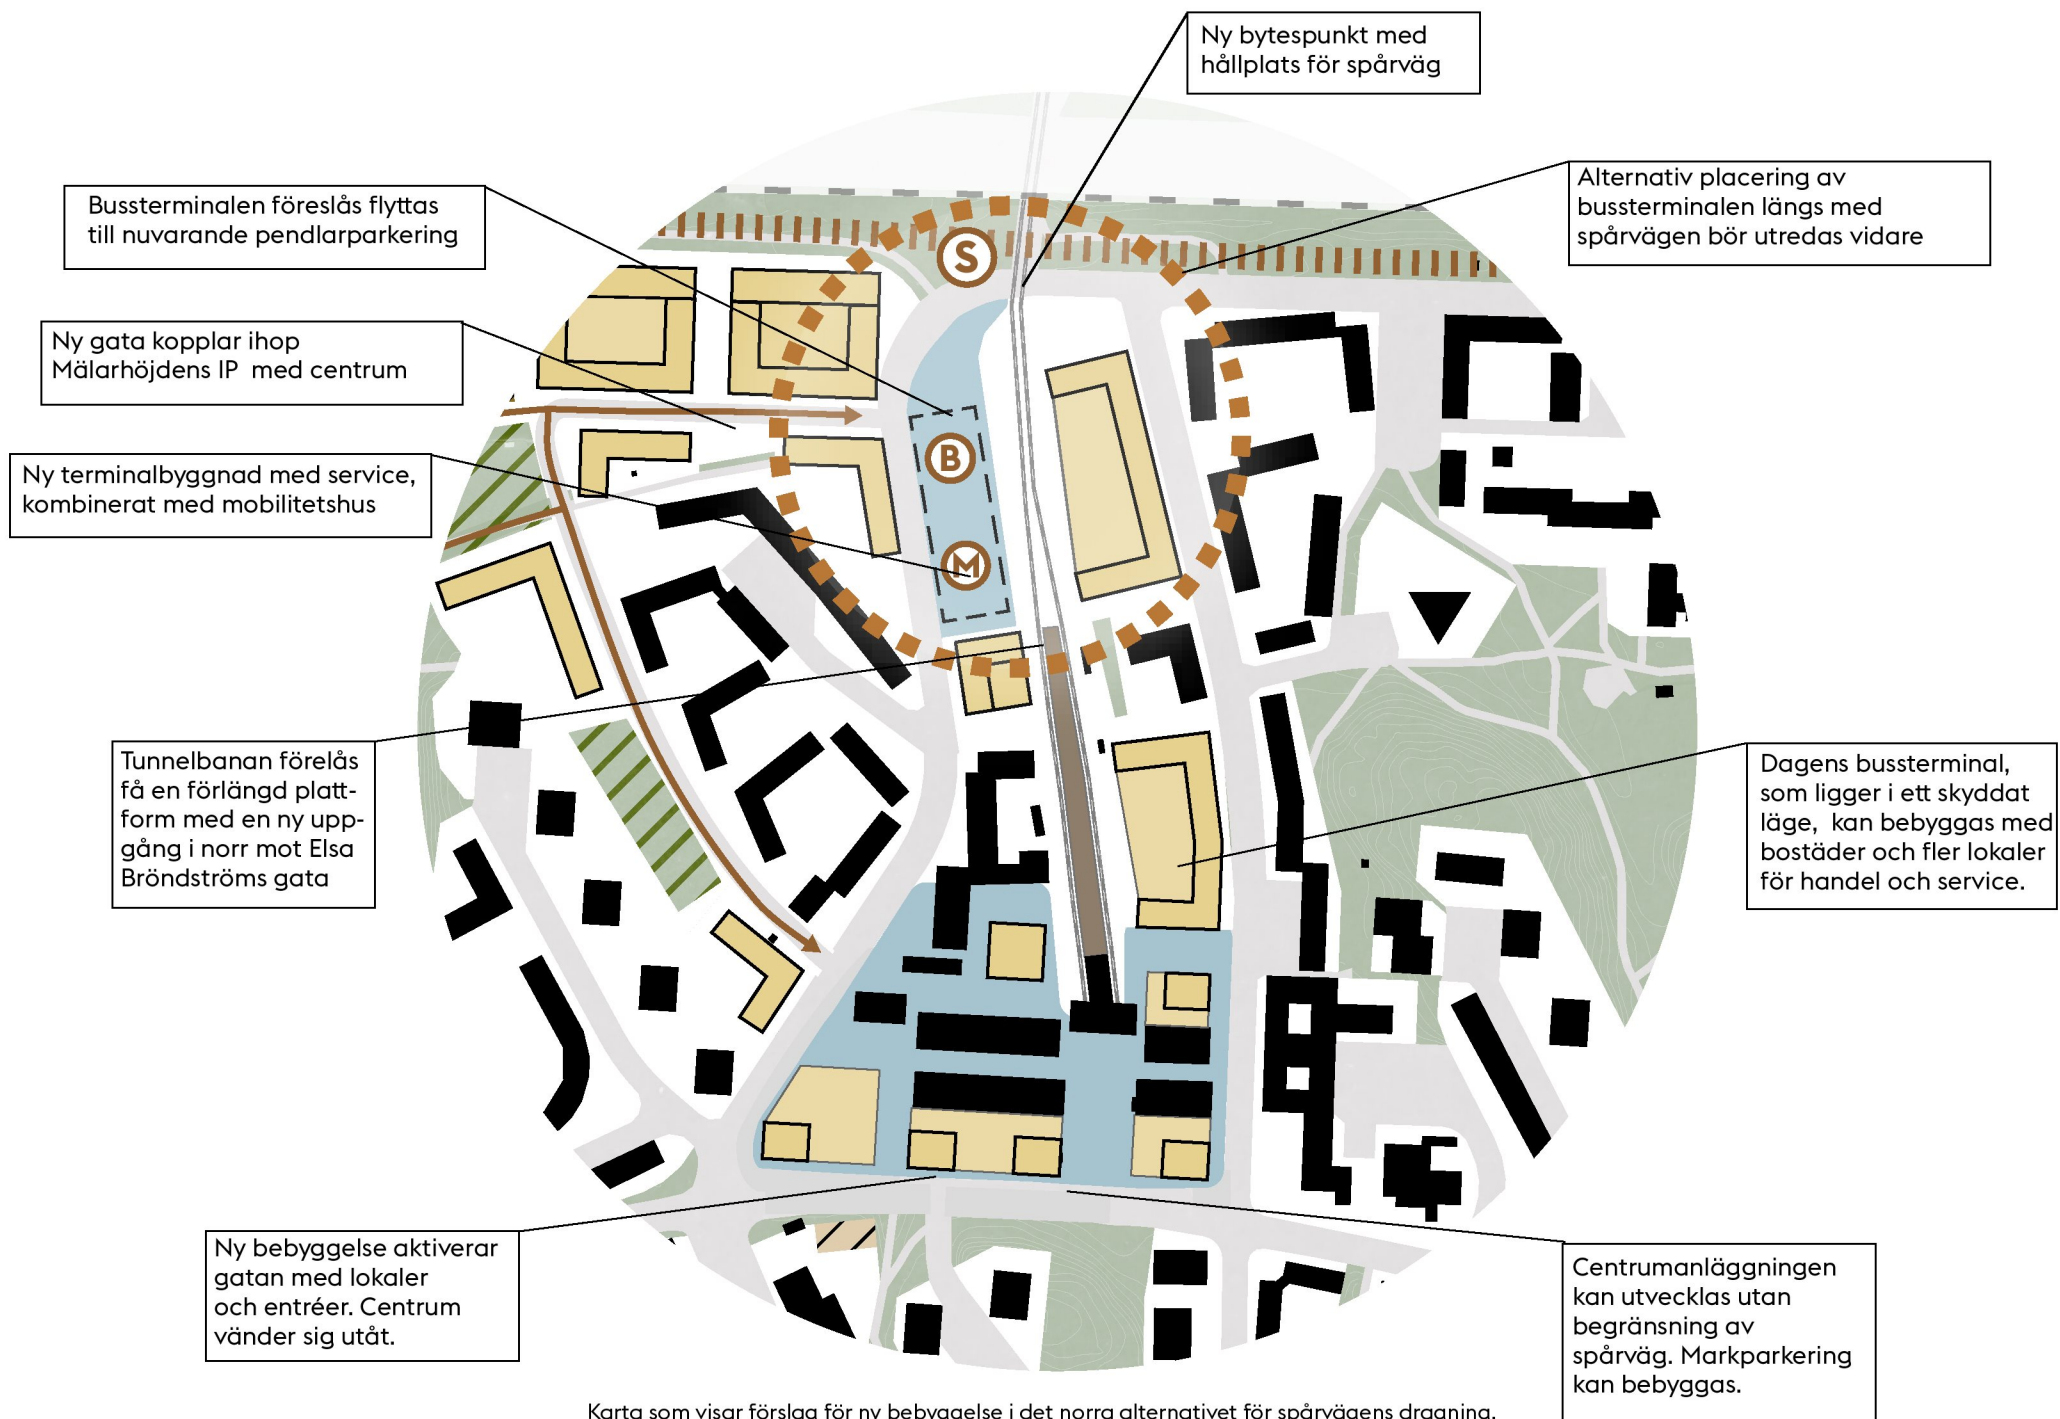 Ny bytespunkt med
hållplats för spårväg
Alternativ placering av
bussterminalen längs med
spårvägen bör utredas vidare
Bussterminalen föreslås flyttas
till nuvarande pendlarparkering
Ny gata kopplar ihop
Mälarhöjdens IP med centrum
Ny terminalbyggnad med service,
kombinerat med mobilitetshus
S
B
M
Tunnelbanan förelås
få en förlängd platt-
form med en ny upp-
gång i norr mot Elsa
Bröndströms gata
Dagens bussterminal,
som ligger i ett skyddat
läge, kan bebyggas med
bostäder och fler lokaler
för handel och service.
Ny bebyggelse aktiverar
gatan med lokaler
och entréer. Centrum
vänder sig utåt.
Centrumanläggningen
kan utvecklas utan
begränsning av
spårväg. Markparkering
kan bebyggas.
Karta som visar förslag för ny bebyggelse i det norra alternativet för spårvägens dragning.